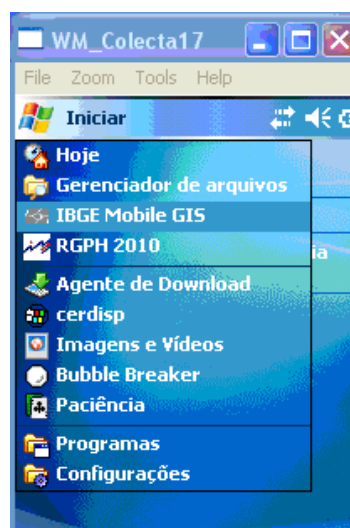 WM_Colecta17
File Zoom Tools Help
Iniciar
Hoje
Gerenciador de arquivos
IBGE Mobile GIS
RGPH 2010
ia
Agente de Download
cerdisp
Imagens e Vídeos
Bubble Breaker
Paciência
Programas
Configurações